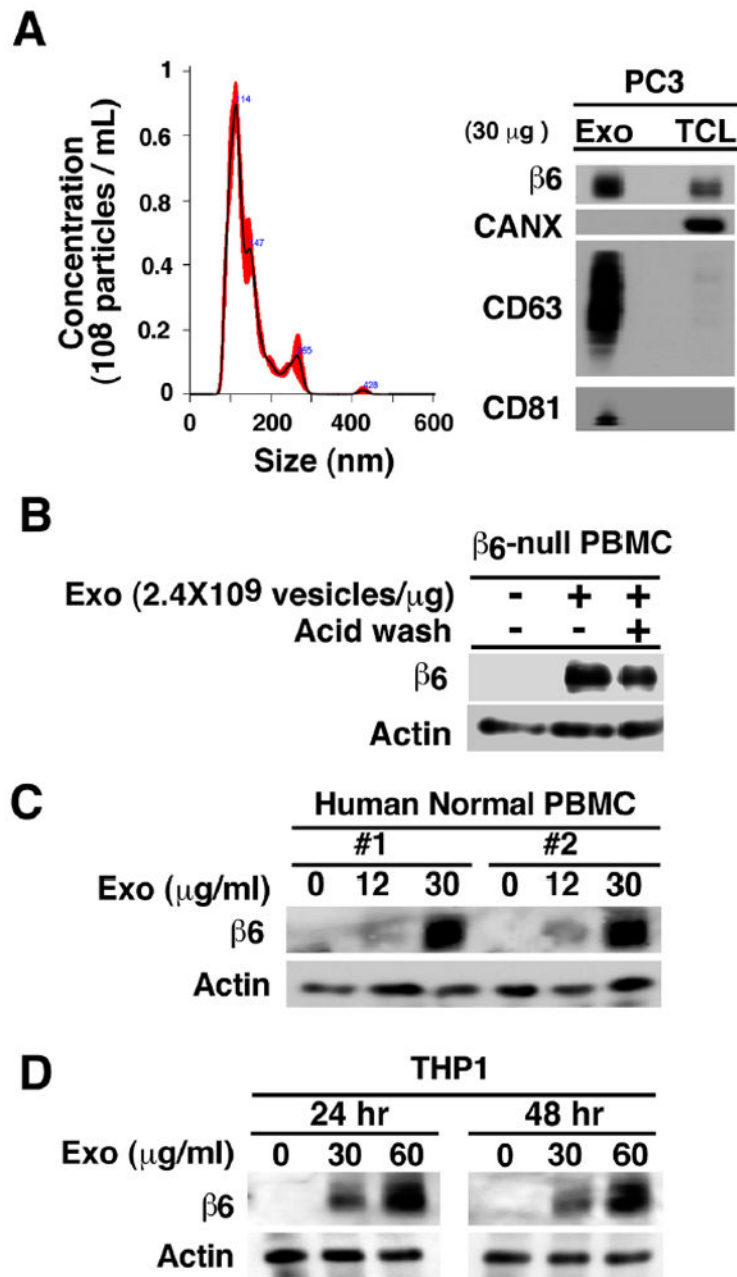 A
Concentration
(10⁸ particles / mL)
1
0.6
0.8
0.4
0.2
0
14
47
428
0 200 400 600
Size (nm)
PC3
(30 μg ) Exo TCL
β6
CANX
CD63
CD81
B
β6-null PBMC
Exo (2.4X10⁹ vesicles/μg) - + +
Acid wash - - +
β6
Actin
C
Human Normal PBMC
#1 #2
Exo (μg/ml) 0 12 30 0 12 30
β6
Actin
D
THP1
24 hr 48 hr
Exo (μg/ml) 0 30 60 0 30 60
β6
Actin